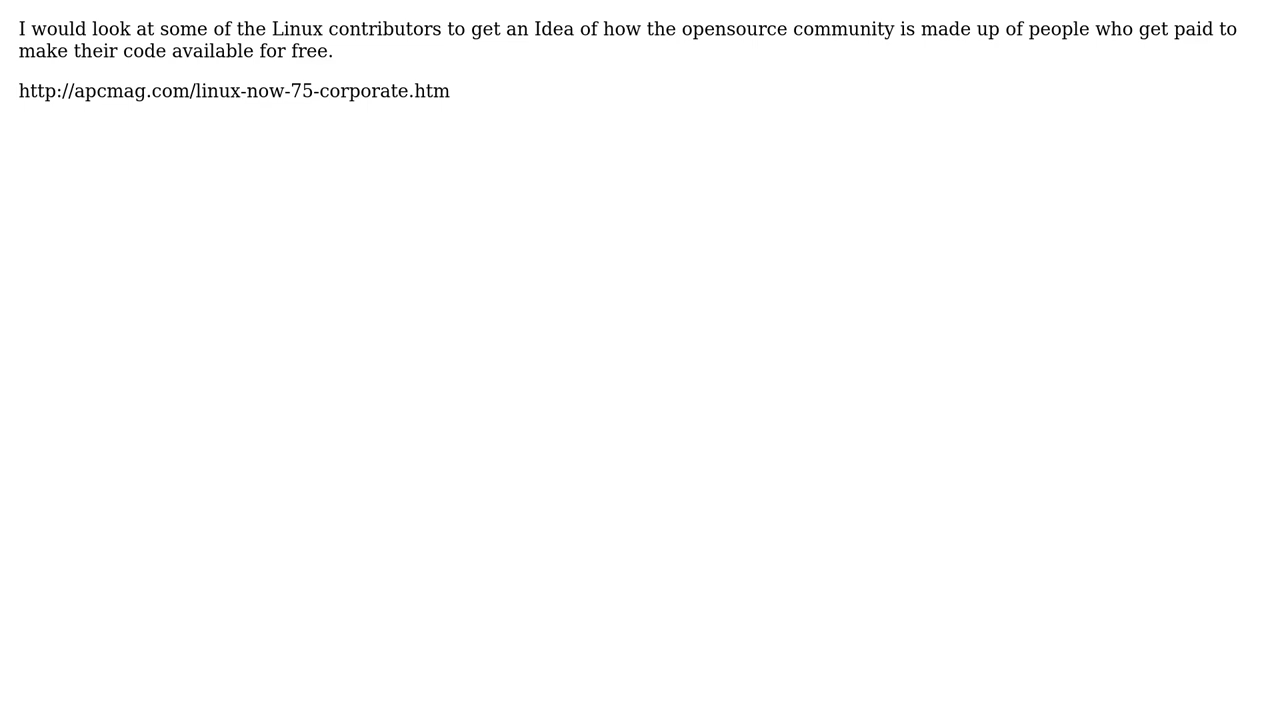 I would look at some of the Linux contributors to get an Idea of how the opensource community is made up of people who get paid to
make their code available for free.
http://apcmag.com/linux-now-75-corporate.htm